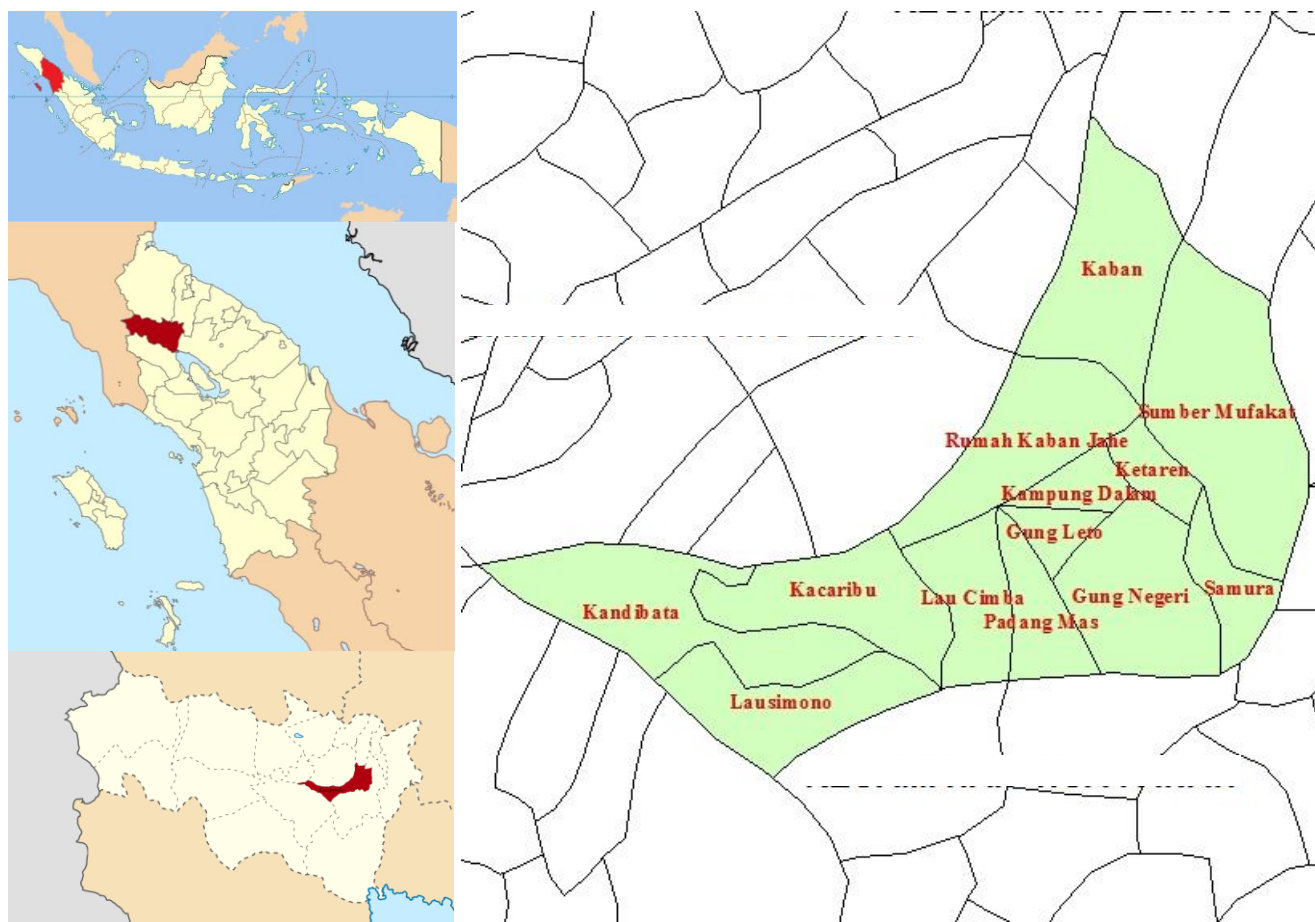 Kaban
Sumber Mufakat
Rumah Kaban Jahe
Ketaren
Kampung Dalam
Gung Leto
Kacaribu
Lau Cimba
Gung Negeri
Samura
Kandibata
Padang Mas
Lausimono